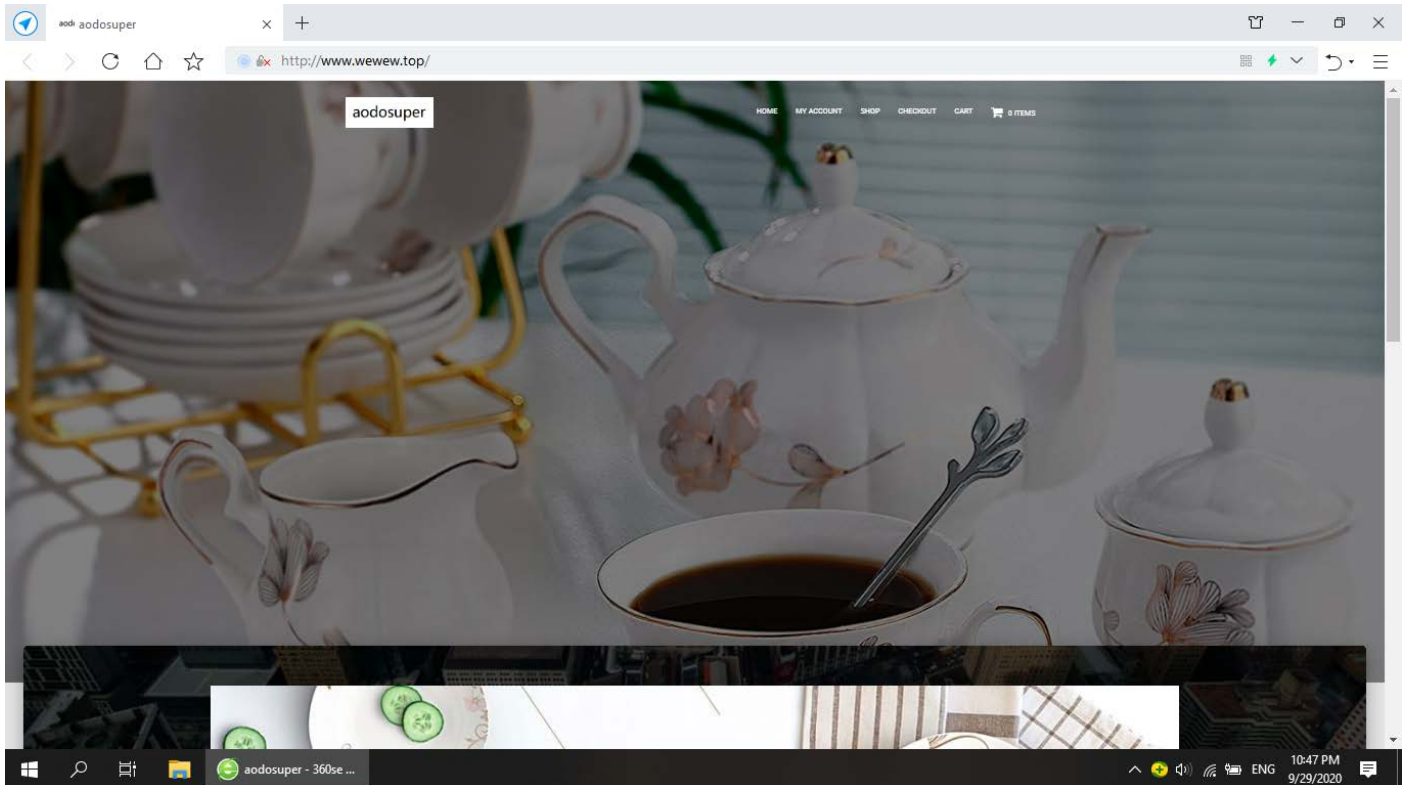 aodo aodosuper
http://www.wewew.top/
aodosuper
HOME MY ACCOUNT SHOP CHECKOUT CART 0 ITEMS
aodosuper - 360se ...
ENG
10:47 PM
9/29/2020